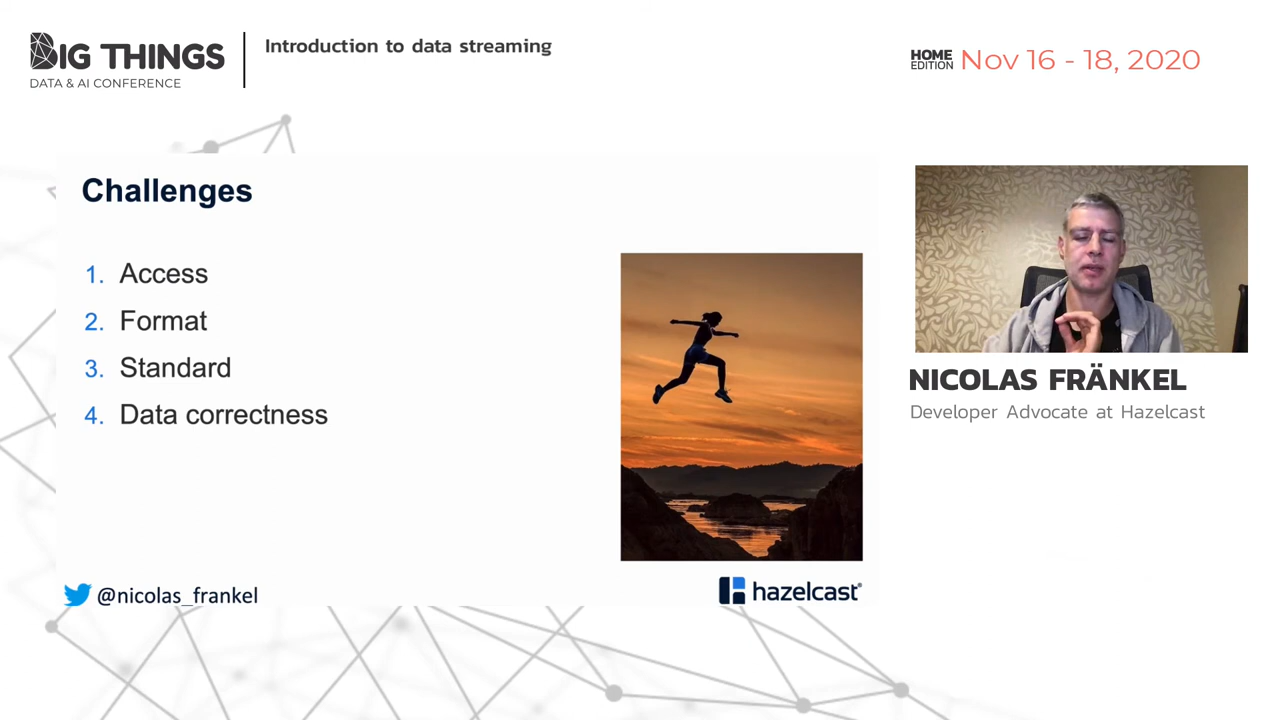 BIG THINGS
DATA & AI CONFERENCE
Introduction to data streaming
HOME
EDITION
Nov 16 - 18, 2020
Challenges
1. Access
2. Format
3. Standard
4. Data correctness
@nicolas_frankel
hazelcast®
NICOLAS FRÄNKEL
Developer Advocate at Hazelcast